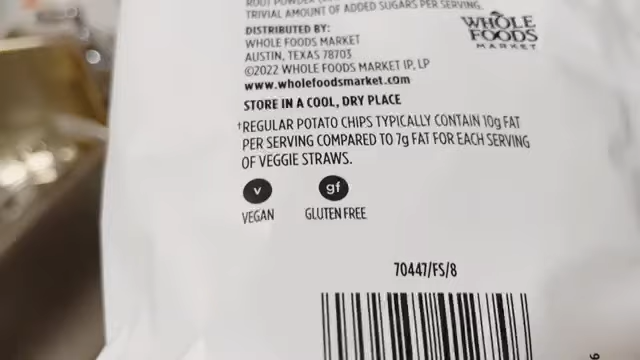 ROOT POWDER
TRIVIAL AMOUNT OF ADDED SUGARS PER SERVING.
DISTRIBUTED BY:
WHOLE FOODS MARKET
AUSTIN, TEXAS 78703
©2022 WHOLE FOODS MARKET IP, LP
www.wholefoodsmarket.com
WHOLE
FOODS
MARKET
STORE IN A COOL, DRY PLACE
†REGULAR POTATO CHIPS TYPICALLY CONTAIN 10g FAT
PER SERVING COMPARED TO 7g FAT FOR EACH SERVING
OF VEGGIE STRAWS.
v
gf
VEGAN
GLUTEN FREE
70447/FS/8